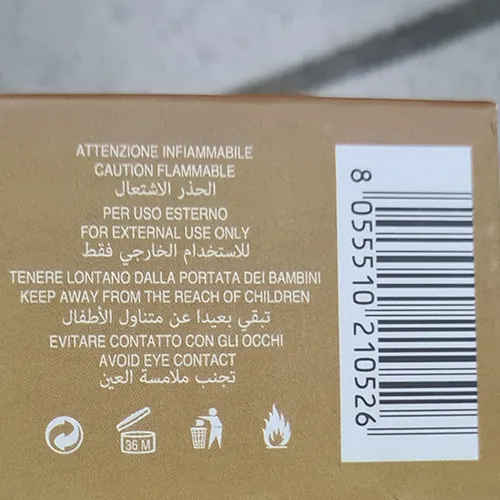 ATTENZIONE INFIAMMABILE
CAUTION FLAMMABLE
الحذر الاشتعال
PER USO ESTERNO
FOR EXTERNAL USE ONLY
للاستخدام الخارجي فقط
TENERE LONTANO DALLA PORTATA DEI BAMBINI
KEEP AWAY FROM THE REACH OF CHILDREN
تبقي بعيدا عن متناول الأطفال
EVITARE CONTATTO CON GLI OCCHI
AVOID EYE CONTACT
تجنب ملامسة العين
36 M
8 055510 210526